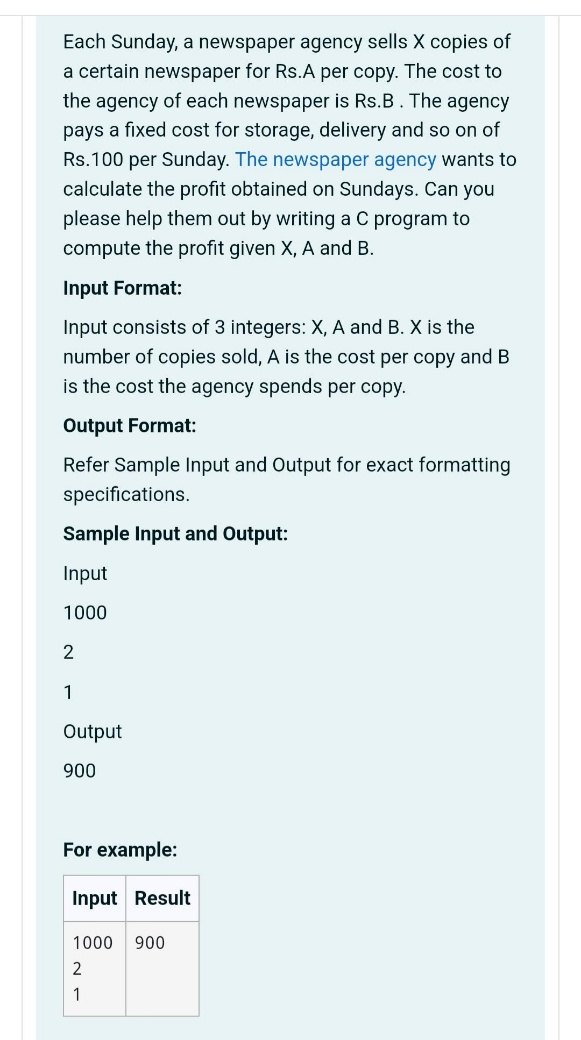 Each Sunday, a newspaper agency sells X copies of
a certain newspaper for Rs.A per copy. The cost to
the agency of each newspaper is Rs.B . The agency
pays a fixed cost for storage, delivery and so on of
Rs.100 per Sunday. The newspaper agency wants to
calculate the profit obtained on Sundays. Can you
please help them out by writing a C program to
compute the profit given X, A and B.
Input Format:
Input consists of 3 integers: X, A and B. X is the
number of copies sold, A is the cost per copy and B
is the cost the agency spends per copy.
Output Format:
Refer Sample Input and Output for exact formatting
specifications.
Sample Input and Output:
Input
1000
2
1
Output
900
For example:
Input Result
1000 900
2
1